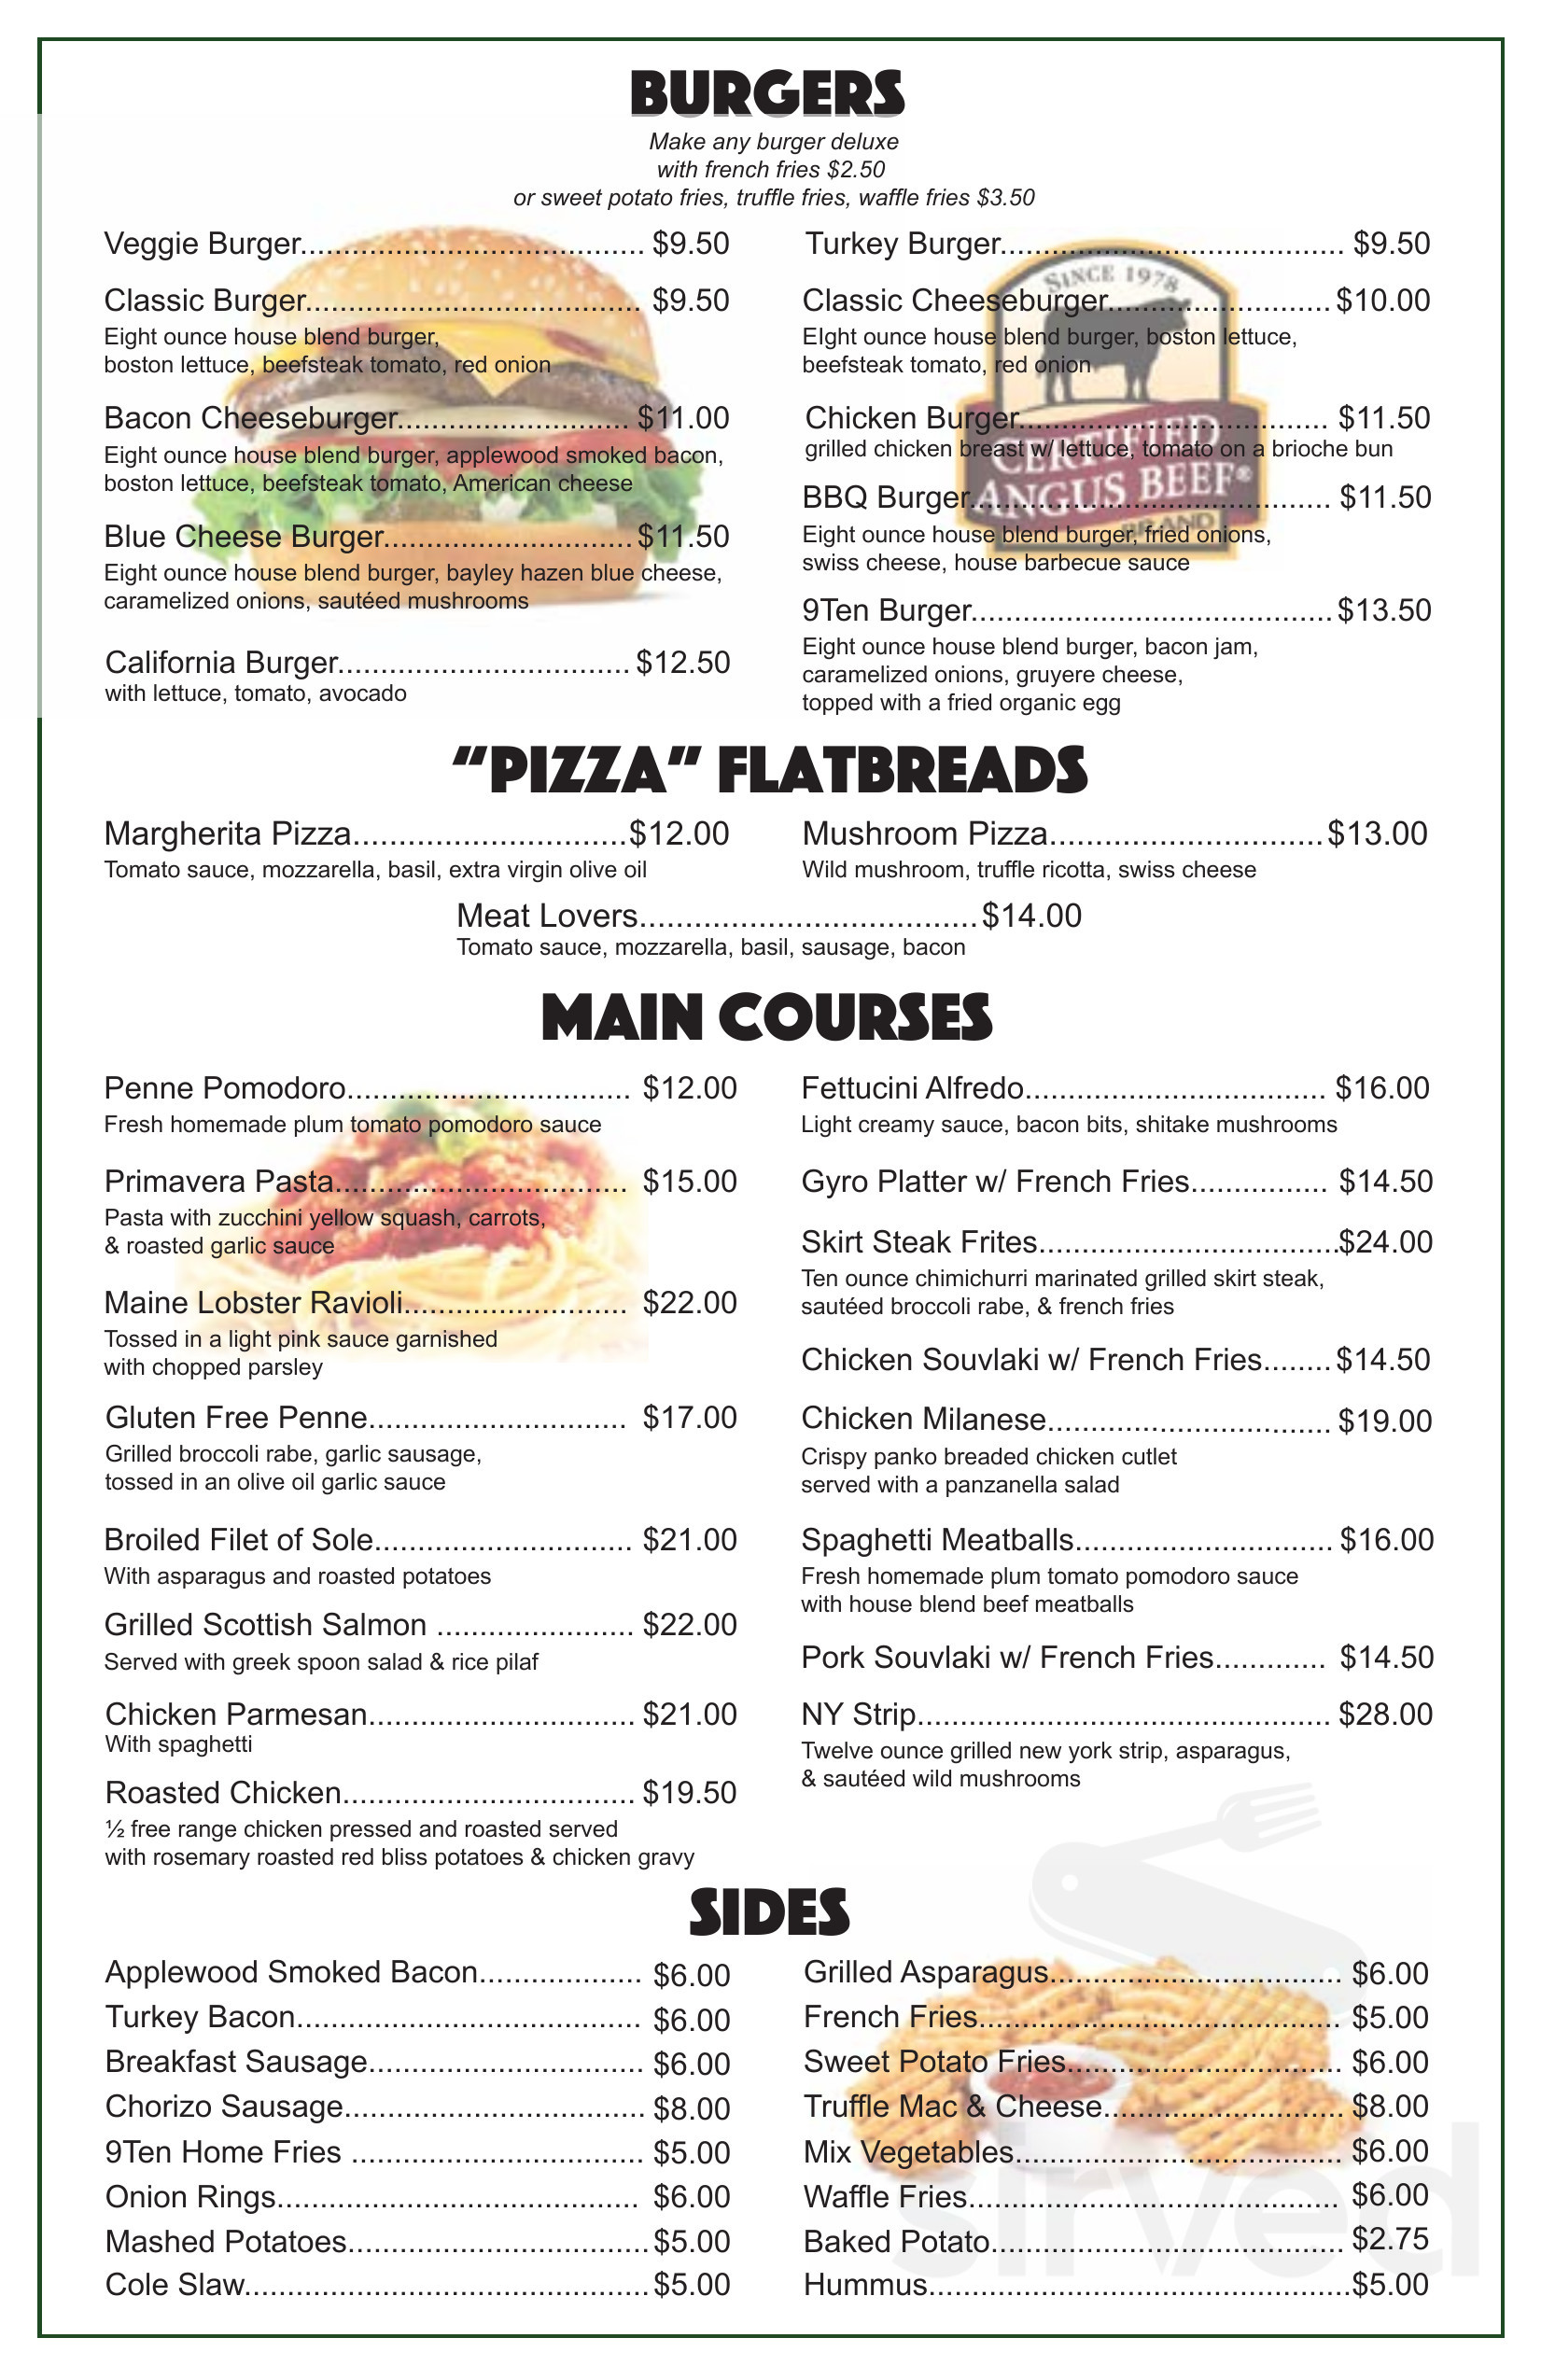 BURGERS
Make any burger deluxe
with french fries $2.50
or sweet potato fries, truffle fries, waffle fries $3.50
Veggie Burger........................................ $9.50
Classic Burger....................................... $9.50
Eight ounce house blend burger,
boston lettuce, beefsteak tomato, red onion
Bacon Cheeseburger........................... $11.00
Eight ounce house blend burger, applewood smoked bacon,
boston lettuce, beefsteak tomato, American cheese
Blue Cheese Burger.............................$11.50
Eight ounce house blend burger, bayley hazen blue cheese,
caramelized onions, sautéed mushrooms
California Burger.................................. $12.50
with lettuce, tomato, avocado
Turkey Burger........................................ $9.50
Classic Cheeseburger..........................$10.00
EIght ounce house blend burger, boston lettuce,
beefsteak tomato, red onion
Chicken Burger.................................... $11.50
grilled chicken breast w/ lettuce, tomato on a brioche bun
BBQ Burger.......................................... $11.50
Eight ounce house blend burger, fried onions,
swiss cheese, house barbecue sauce
9Ten Burger..........................................$13.50
Eight ounce house blend burger, bacon jam,
caramelized onions, gruyere cheese,
topped with a fried organic egg
SINCE 1978
CERTIFIED
ANGUS BEEF®
BRAND
“PIZZA” FLATBREADS
Margherita Pizza..............................$12.00
Tomato sauce, mozzarella, basil, extra virgin olive oil
Mushroom Pizza..............................$13.00
Wild mushroom, truffle ricotta, swiss cheese
Meat Lovers.....................................$14.00
Tomato sauce, mozzarella, basil, sausage, bacon
MAIN COURSES
Penne Pomodoro................................. $12.00
Fresh homemade plum tomato pomodoro sauce
Primavera Pasta.................................. $15.00
Pasta with zucchini yellow squash, carrots,
& roasted garlic sauce
Maine Lobster Ravioli.......................... $22.00
Tossed in a light pink sauce garnished
with chopped parsley
Gluten Free Penne.............................. $17.00
Grilled broccoli rabe, garlic sausage,
tossed in an olive oil garlic sauce
Broiled Filet of Sole.............................. $21.00
With asparagus and roasted potatoes
Grilled Scottish Salmon ....................... $22.00
Served with greek spoon salad & rice pilaf
Chicken Parmesan............................... $21.00
With spaghetti
Roasted Chicken.................................. $19.50
½ free range chicken pressed and roasted served
with rosemary roasted red bliss potatoes & chicken gravy
Fettucini Alfredo................................... $16.00
Light creamy sauce, bacon bits, shitake mushrooms
Gyro Platter w/ French Fries................ $14.50
Skirt Steak Frites...................................$24.00
Ten ounce chimichurri marinated grilled skirt steak,
sautéed broccoli rabe, & french fries
Chicken Souvlaki w/ French Fries........$14.50
Chicken Milanese................................. $19.00
Crispy panko breaded chicken cutlet
served with a panzanella salad
Spaghetti Meatballs.............................. $16.00
Fresh homemade plum tomato pomodoro sauce
with house blend beef meatballs
Pork Souvlaki w/ French Fries............. $14.50
NY Strip................................................ $28.00
Twelve ounce grilled new york strip, asparagus,
& sautéed wild mushrooms
SIDES
Applewood Smoked Bacon................... $6.00
Turkey Bacon........................................ $6.00
Breakfast Sausage................................ $6.00
Chorizo Sausage................................... $8.00
9Ten Home Fries .................................. $5.00
Onion Rings.......................................... $6.00
Mashed Potatoes...................................$5.00
Cole Slaw...............................................$5.00
Grilled Asparagus.................................. $6.00
French Fries.......................................... $5.00
Sweet Potato Fries................................ $6.00
Truffle Mac & Cheese............................ $8.00
Mix Vegetables...................................... $6.00
Waffle Fries........................................... $6.00
Baked Potato......................................... $2.75
Hummus.................................................$5.00
sirved